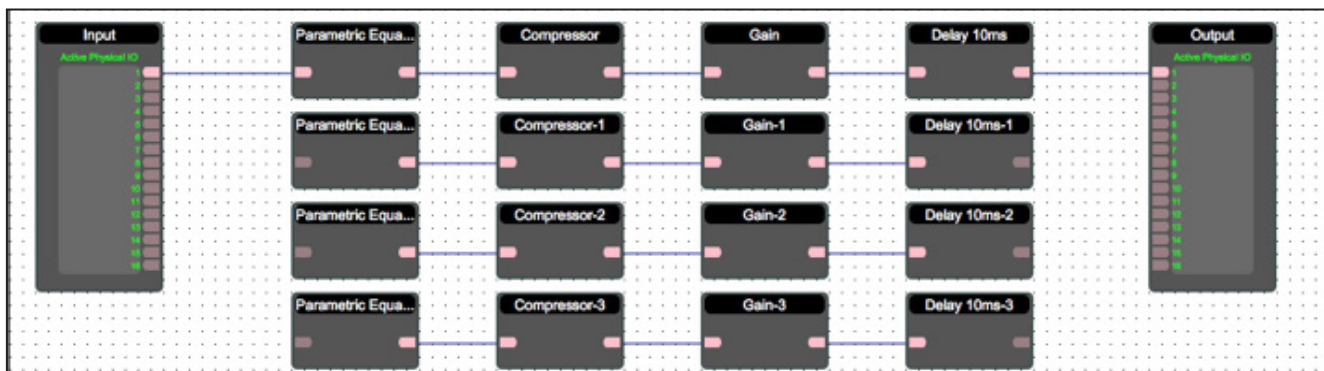 Input
Active Physical IO
1
2
3
4
5
6
7
8
9
10
11
12
13
14
15
16
Parametric Equa...
Compressor
Gain
Delay 10ms
Parametric Equa...
Compressor-1
Gain-1
Delay 10ms-1
Parametric Equa...
Compressor-2
Gain-2
Delay 10ms-2
Parametric Equa...
Compressor-3
Gain-3
Delay 10ms-3
Output
Active Physical IO
1
2
3
4
5
6
7
8
9
10
11
12
13
14
15
16